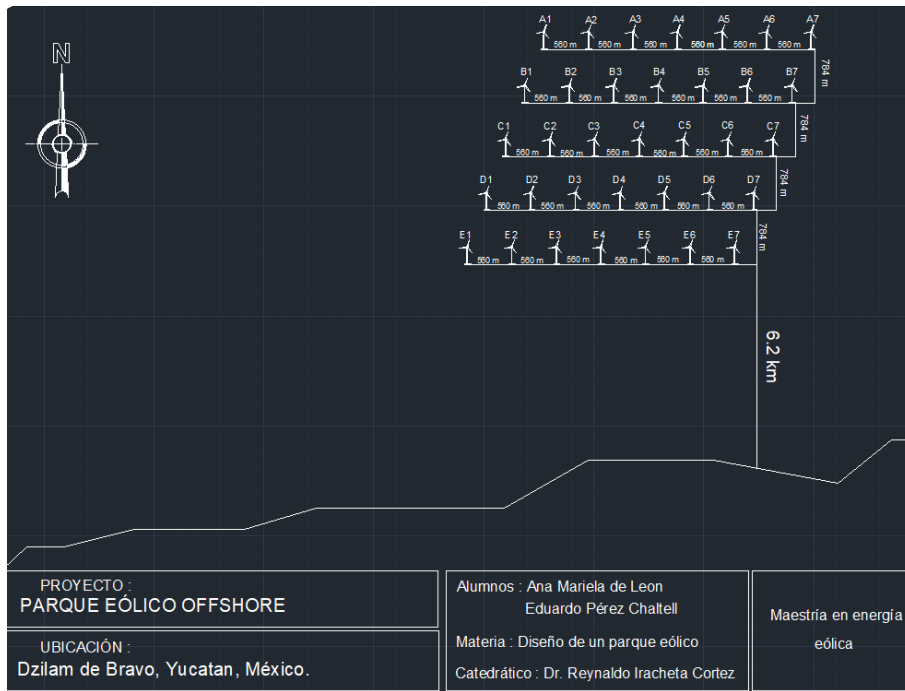 A1 A2 A3 A4 A5 A6 A7
N
560 m 560 m 560 m 560 m 560 m 560 m
784 m
B1 B2 B3 B4 B5 B6 B7
560 m 560 m 560 m 560 m 560 m 560 m
784 m
C1 C2 C3 C4 C5 C6 C7
560 m 560 m 560 m 560 m 560 m 560 m
784 m
D1 D2 D3 D4 D5 D6 D7
560 m 560 m 560 m 560 m 560 m 560 m
784 m
E1 E2 E3 E4 E5 E6 E7
560 m 560 m 560 m 560 m 560 m 560 m
6.2 km
PROYECTO :
PARQUE EÓLICO OFFSHORE
UBICACIÓN :
Dzilam de Bravo, Yucatan, México.
Alumnos : Ana Mariela de Leon
Eduardo Pérez Chaltell
Materia : Diseño de un parque eólico
Catedrático : Dr. Reynaldo Iracheta Cortez
Maestría en energía
eólica